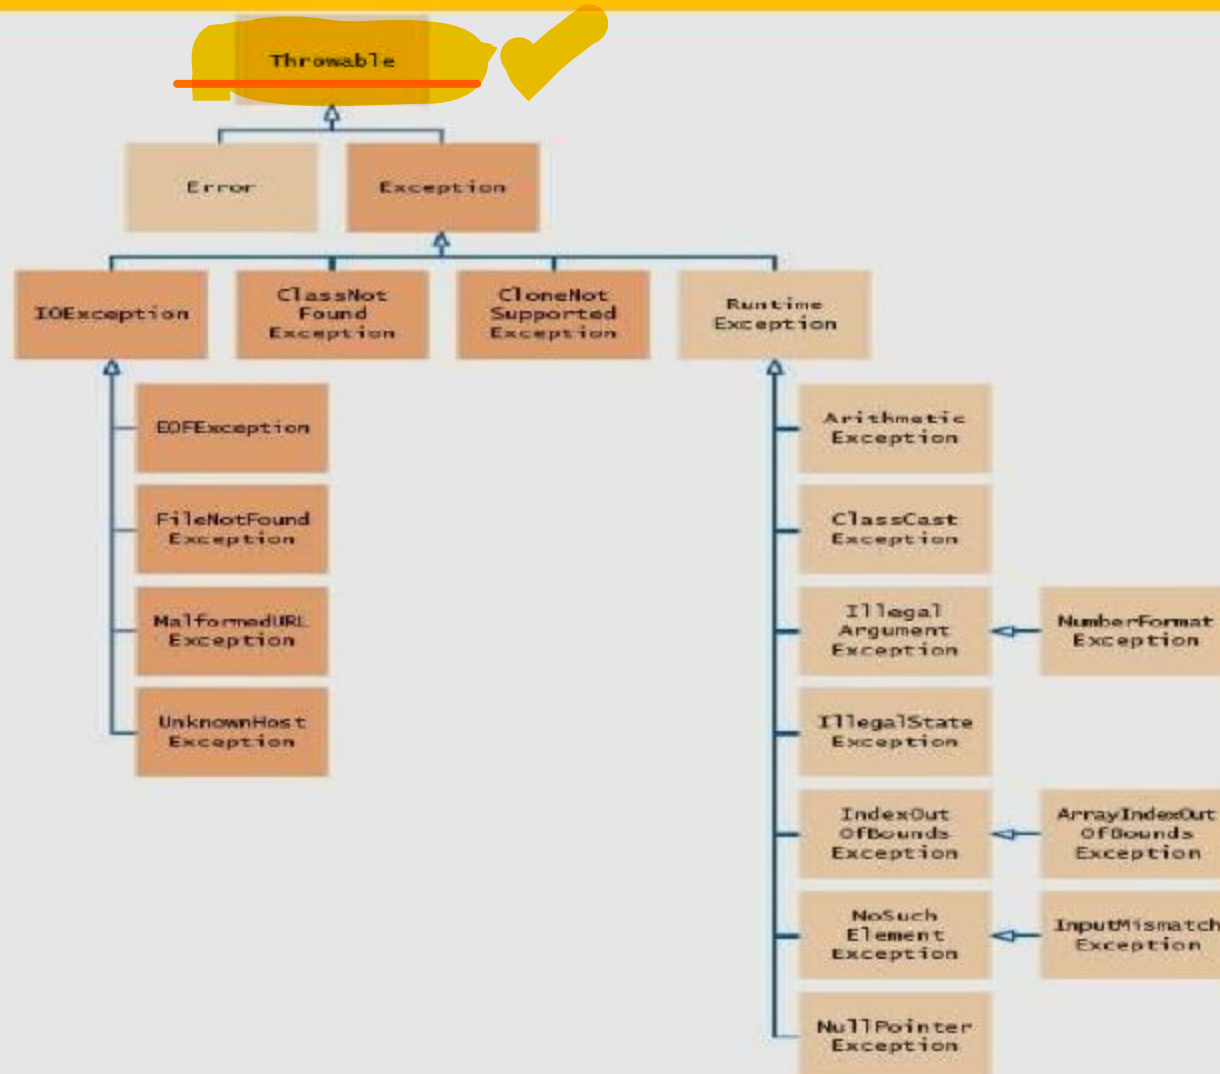 Throwable
Error
Exception
IOException
ClassNot
Found
Exception
CloneNot
Supported
Exception
Runtime
Exception
EOFException
FileNotFound
Exception
MalformedURL
Exception
UnknownHost
Exception
Arithmetic
Exception
ClassCast
Exception
Illegal
Argument
Exception
NumberFormat
Exception
IllegalState
Exception
IndexOut
OfBounds
Exception
ArrayIndexOut
OfBounds
Exception
NoSuch
Element
Exception
InputMismatch
Exception
NullPointer
Exception